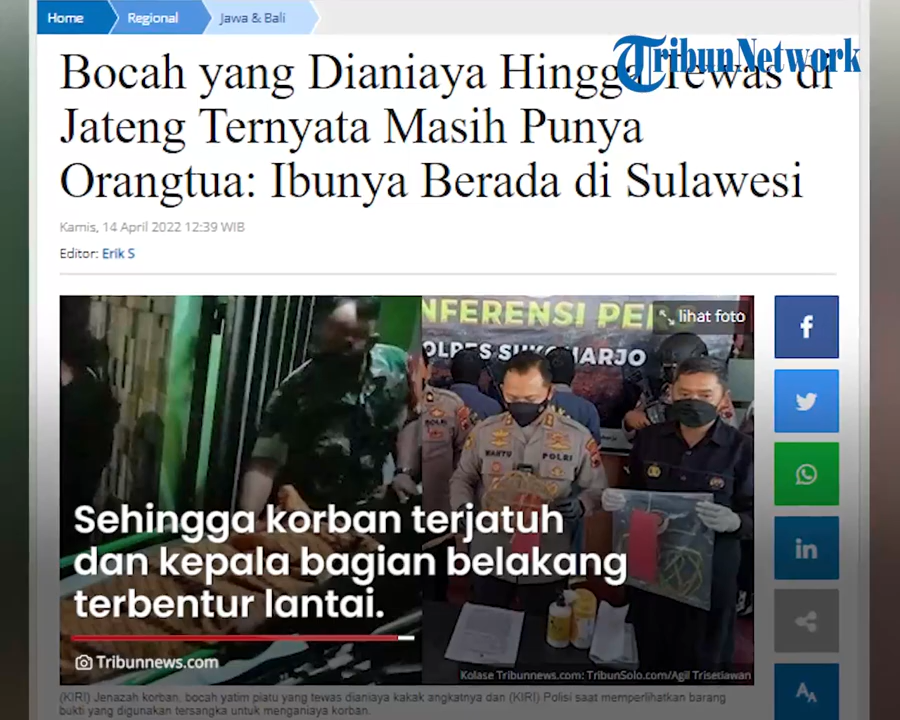 Home Regional Jawa & Bali
TribunNetwork
Bocah yang Dianiaya Hingga Tewas di
Jateng Ternyata Masih Punya
Orangtua: Ibunya Berada di Sulawesi
Kamis, 14 April 2022 12:39 WIB
Editor: Erik S
lihat foto
NFERENSI PE
OLRES SUKOHARJO
WAHYU POLRI
Sehingga korban terjatuh
dan kepala bagian belakang
terbentur lantai.
Tribunnews.com
Kolase Tribunnews.com: TribunSolo.com/Agil Trisetiawan
(KIRI) Jenazah korban, bocah yatim piatu yang tewas dianiaya kakak angkatnya dan (KIRI) Polisi saat memperlihatkan barang
bukti yang digunakan tersangka untuk menganiaya korban.
f
in
AA